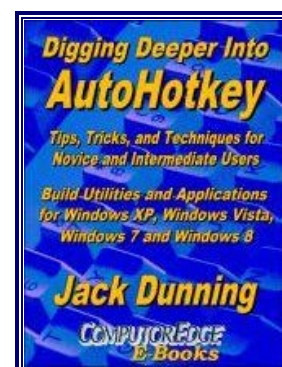 Digging Deeper Into
AutoHotkey
Tips, Tricks, and Techniques for
Novice and Intermediate Users
Build Utilities and Applications
for Windows XP, Windows Vista,
Windows 7 and Windows 8
Jack Dunning
COMPUTOREDGE
E-Books